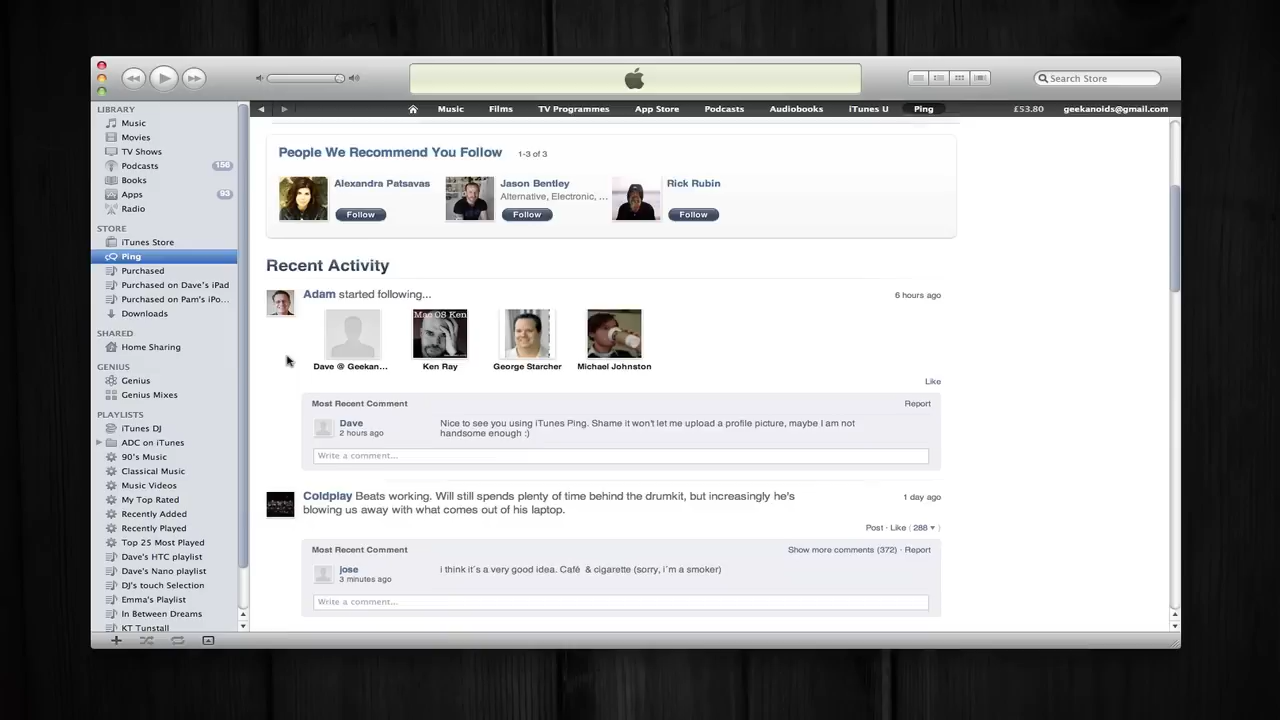 Search Store
LIBRARY
Music
Movies
TV Shows
Podcasts 156
Books
Apps 93
Radio
STORE
iTunes Store
Ping
Purchased
Purchased on Dave's iPad
Purchased on Pam's iPo...
Downloads
SHARED
Home Sharing
GENIUS
Genius
Genius Mixes
PLAYLISTS
iTunes DJ
ADC on iTunes
90's Music
Classical Music
Music Videos
My Top Rated
Recently Added
Recently Played
Top 25 Most Played
Dave's HTC playlist
Dave's Nano playlist
DJ's touch Selection
Emma's Playlist
In Between Dreams
KT Tunstall
Music Films TV Programmes App Store Podcasts Audiobooks iTunes U Ping £53.80 geekanoids@gmail.com
People We Recommend You Follow 1-3 of 3
Alexandra Patsavas
Follow
Jason Bentley
Alternative, Electronic, ...
Follow
Rick Rubin
Follow
Recent Activity
Adam started following... 6 hours ago
Mac OS Ken
Dave @ Geekan... Ken Ray George Starcher Michael Johnston
Like
Most Recent Comment Report
Dave
2 hours ago
Nice to see you using iTunes Ping. Shame it won't let me upload a profile picture, maybe I am not
handsome enough :)
Write a comment...
Coldplay Beats working. Will still spends plenty of time behind the drumkit, but increasingly he's 1 day ago
blowing us away with what comes out of his laptop.
Post · Like ( 288 ▾ )
Most Recent Comment Show more comments (372) · Report
jose
3 minutes ago
i think it´s a very good idea. Café & cigarette (sorry, i´m a smoker)
Write a comment...